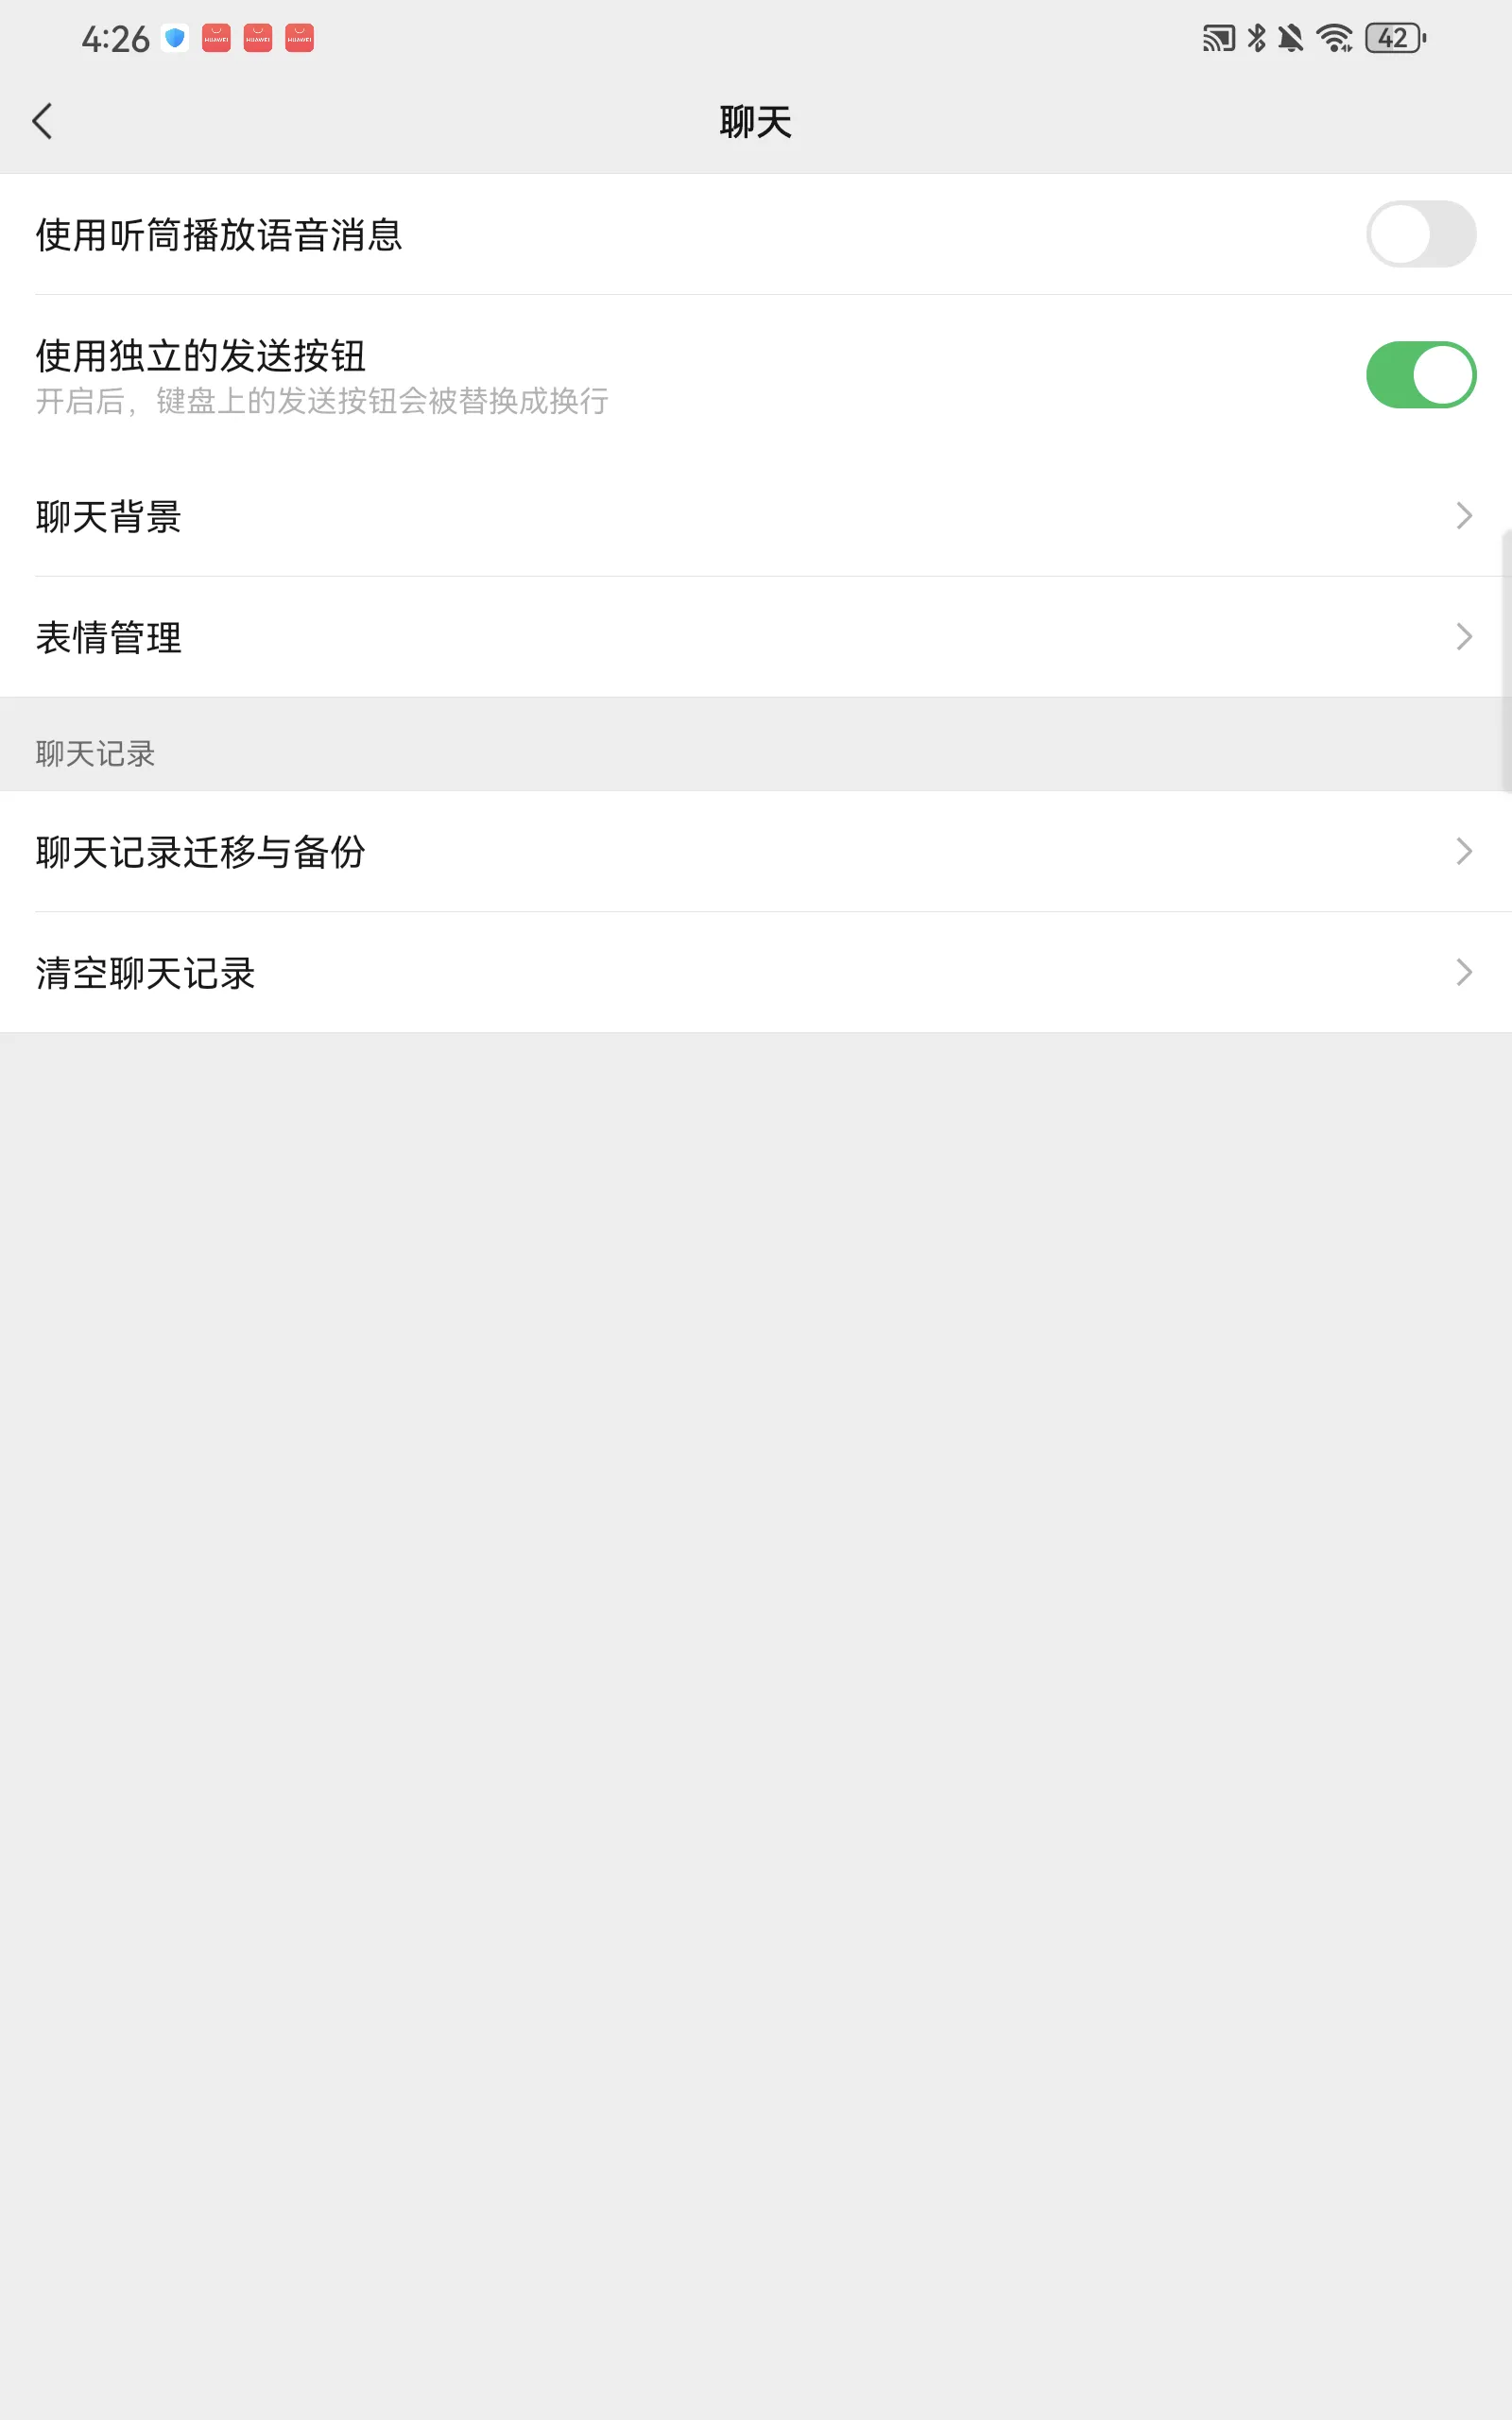 4:26
HUAWEI HUAWEI HUAWEI
42
聊天
使用听筒播放语音消息
使用独立的发送按钮
开启后，键盘上的发送按钮会被替换成换行
聊天背景
表情管理
聊天记录
聊天记录迁移与备份
清空聊天记录